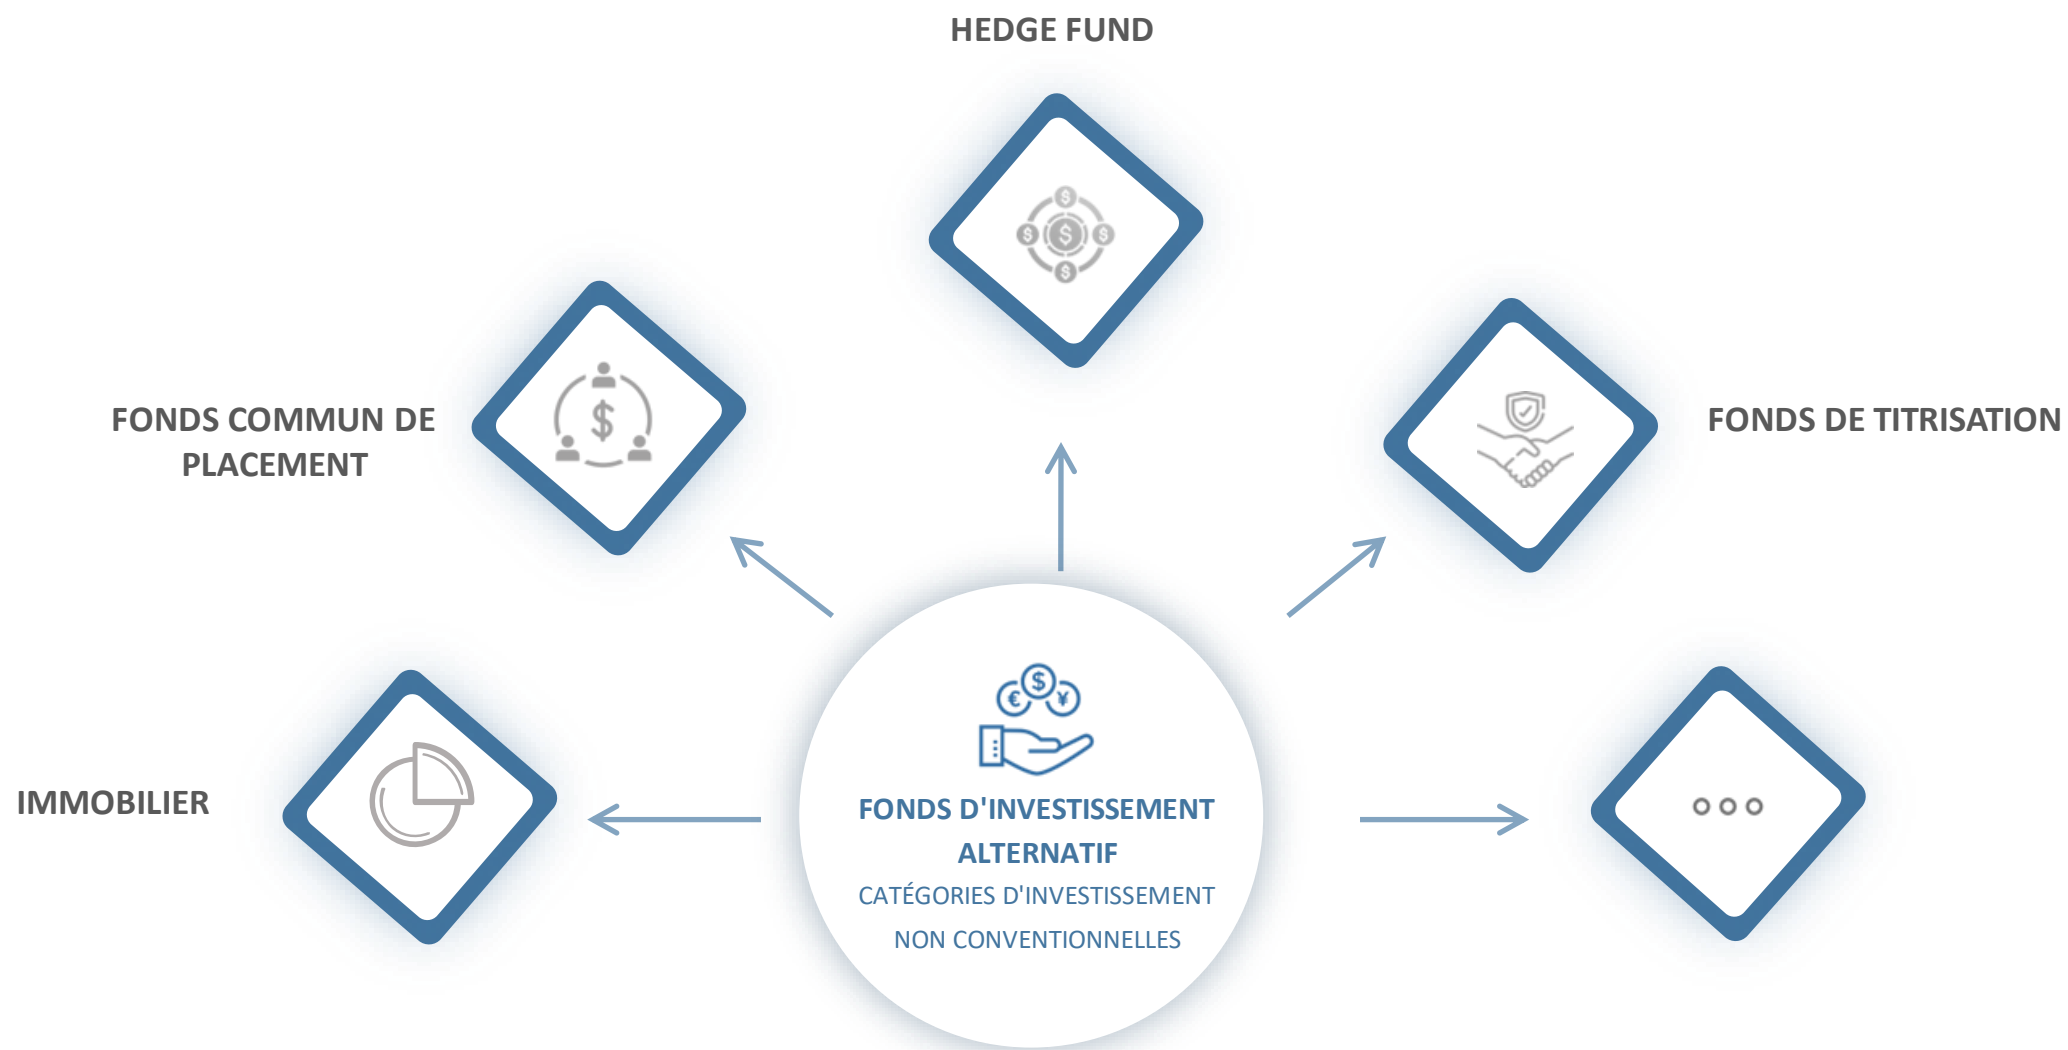 HEDGE FUND
FONDS COMMUN DE
PLACEMENT
FONDS DE TITRISATION
IMMOBILIER
FONDS D'INVESTISSEMENT
ALTERNATIF
CATÉGORIES D'INVESTISSEMENT
NON CONVENTIONNELLES